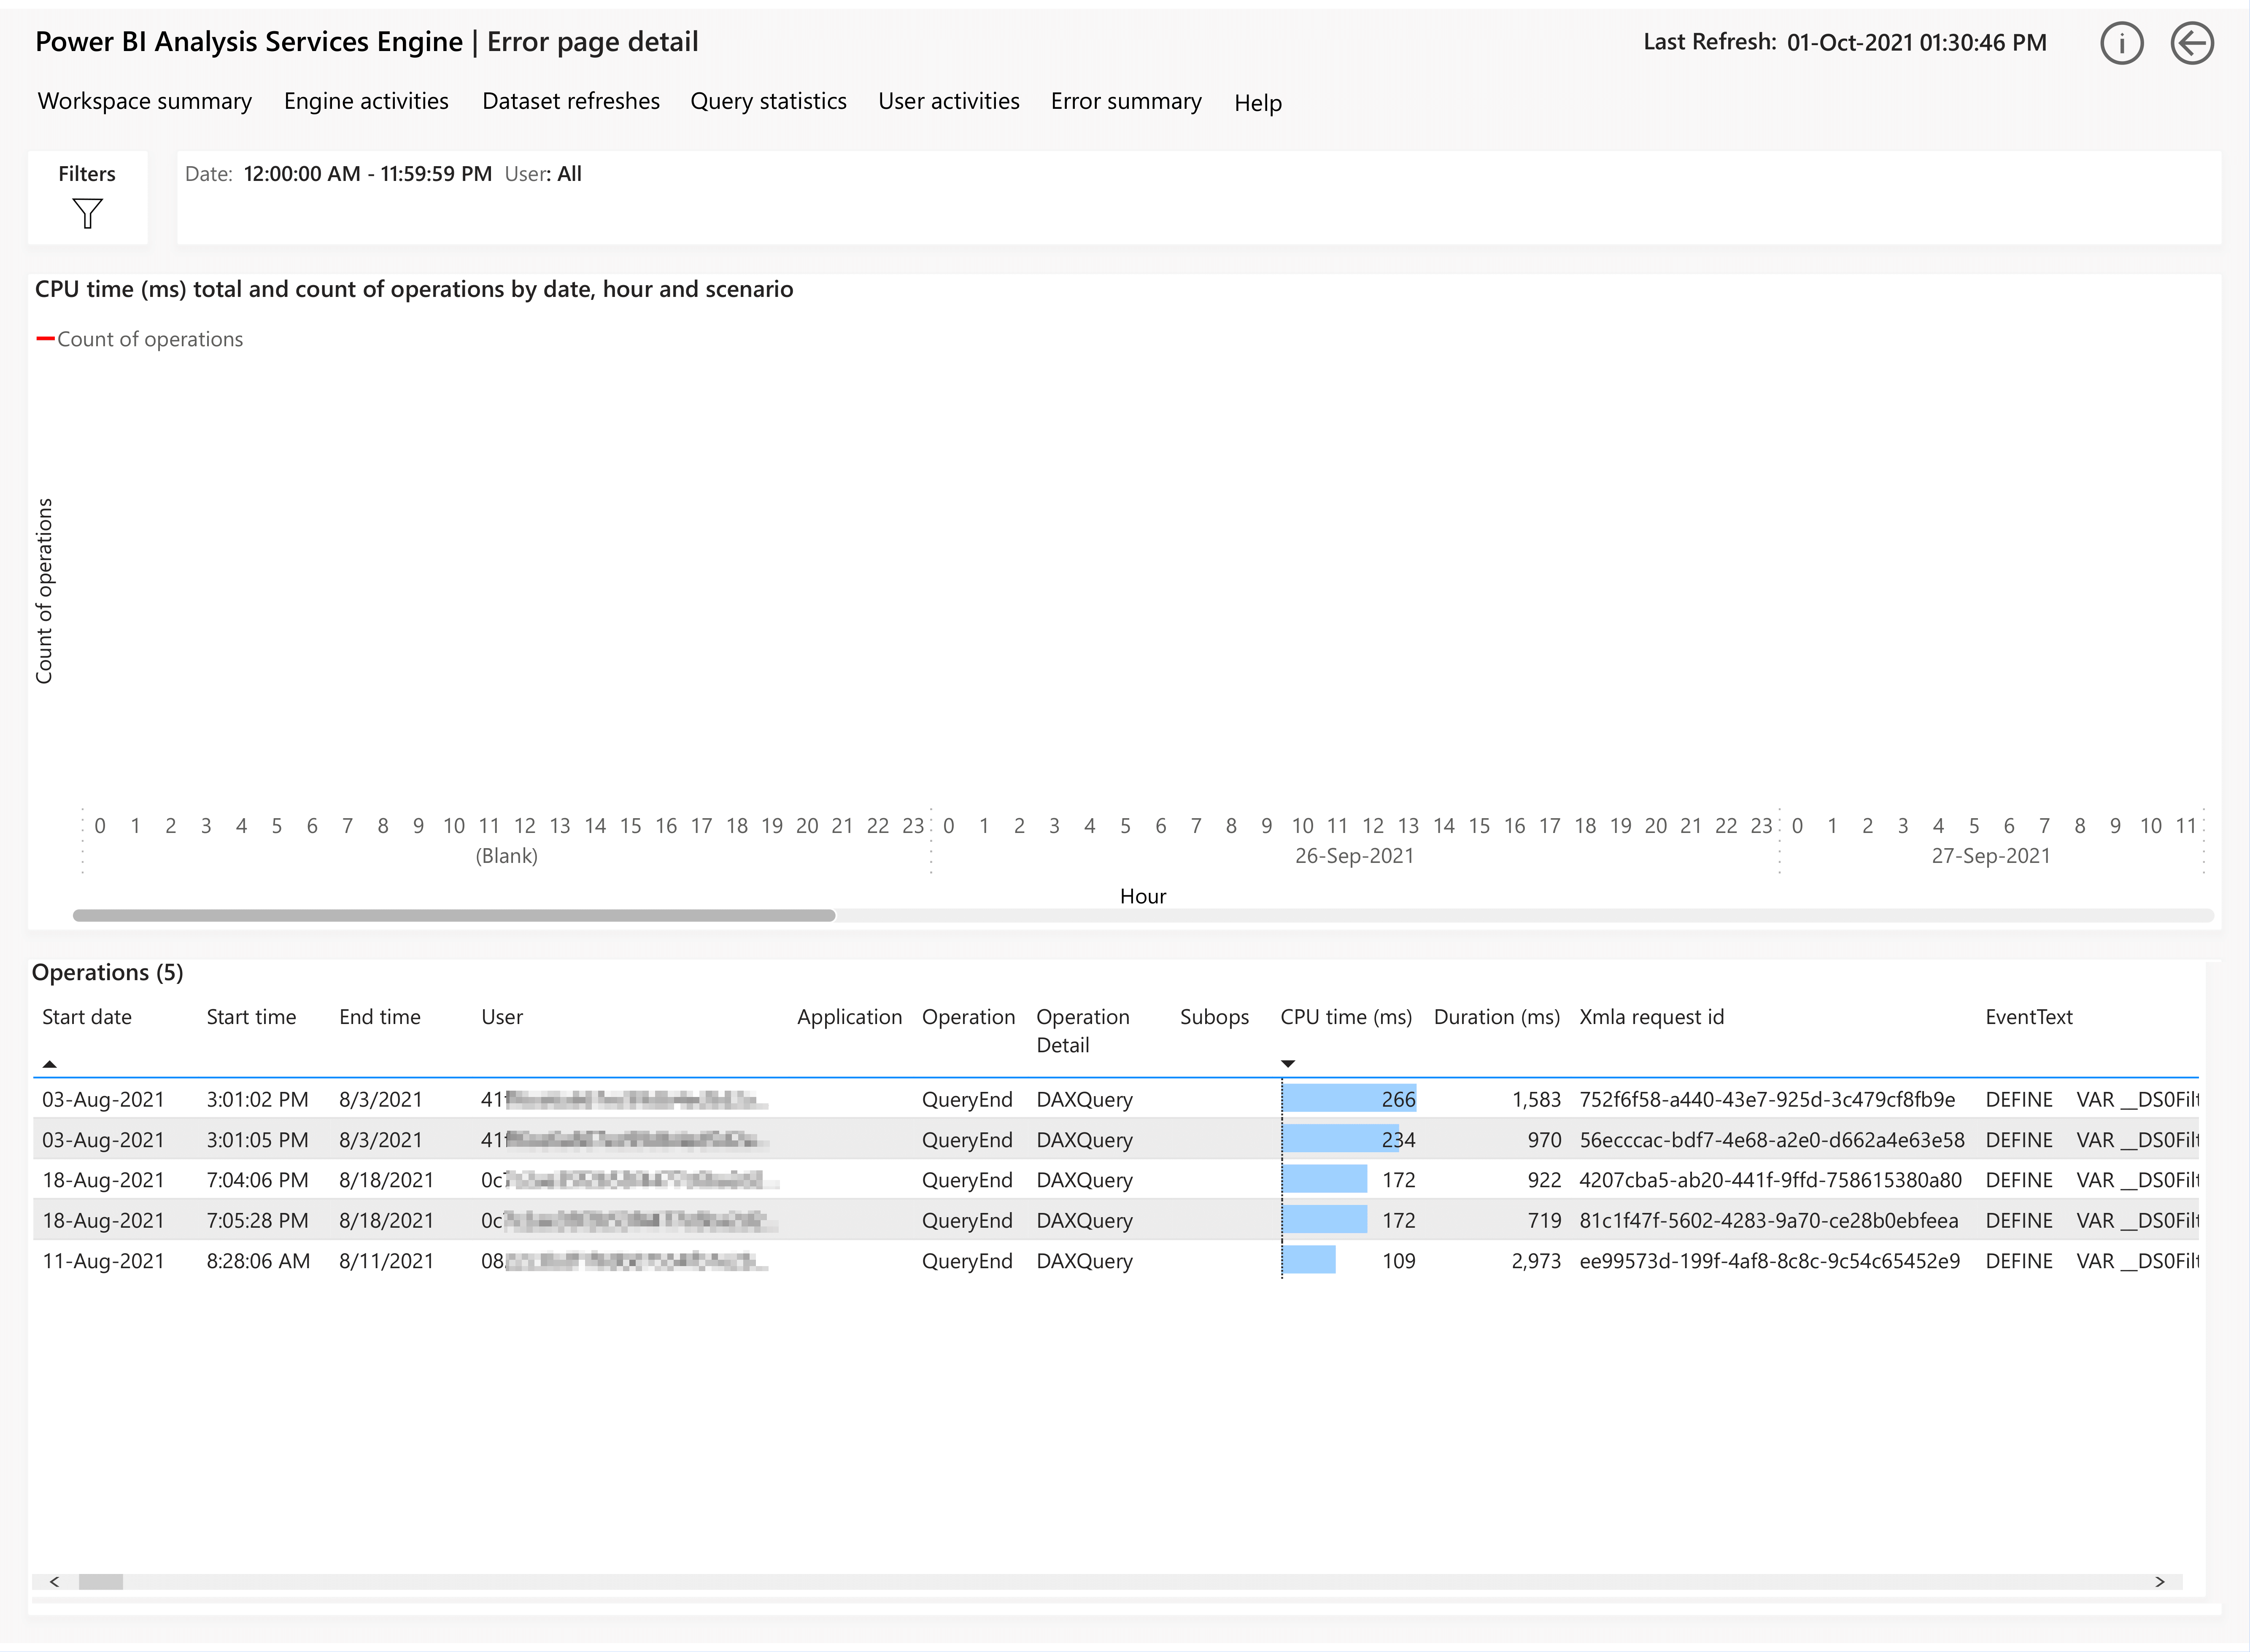 Power BI Analysis Services Engine | Error page detail
Last Refresh: 01-Oct-2021 01:30:46 PM
Workspace summary Engine activities Dataset refreshes Query statistics User activities Error summary Help
Filters
Date: 12:00:00 AM - 11:59:59 PM User: All
CPU time (ms) total and count of operations by date, hour and scenario
Count of operations
Count of operations
0 1 2 3 4 5 6 7 8 9 10 11 12 13 14 15 16 17 18 19 20 21 22 23 0 1 2 3 4 5 6 7 8 9 10 11 12 13 14 15 16 17 18 19 20 21 22 23 0 1 2 3 4 5 6 7 8 9 10 11
(Blank) 26-Sep-2021 27-Sep-2021
Hour
Operations (5)
Start date Start time End time User Application Operation Operation Detail Subops CPU time (ms) Duration (ms) Xmla request id EventText
03-Aug-2021 3:01:02 PM 8/3/2021 41 QueryEnd DAXQuery 266 1,583 752f6f58-a440-43e7-925d-3c479cf8fb9e DEFINE VAR __DS0Filt
03-Aug-2021 3:01:05 PM 8/3/2021 41 QueryEnd DAXQuery 234 970 56ecccac-bdf7-4e68-a2e0-d662a4e63e58 DEFINE VAR __DS0Filt
18-Aug-2021 7:04:06 PM 8/18/2021 0c QueryEnd DAXQuery 172 922 4207cba5-ab20-441f-9ffd-758615380a80 DEFINE VAR __DS0Filt
18-Aug-2021 7:05:28 PM 8/18/2021 0c QueryEnd DAXQuery 172 719 81c1f47f-5602-4283-9a70-ce28b0ebfeea DEFINE VAR __DS0Filt
11-Aug-2021 8:28:06 AM 8/11/2021 08 QueryEnd DAXQuery 109 2,973 ee99573d-199f-4af8-8c8c-9c54c65452e9 DEFINE VAR __DS0Filt